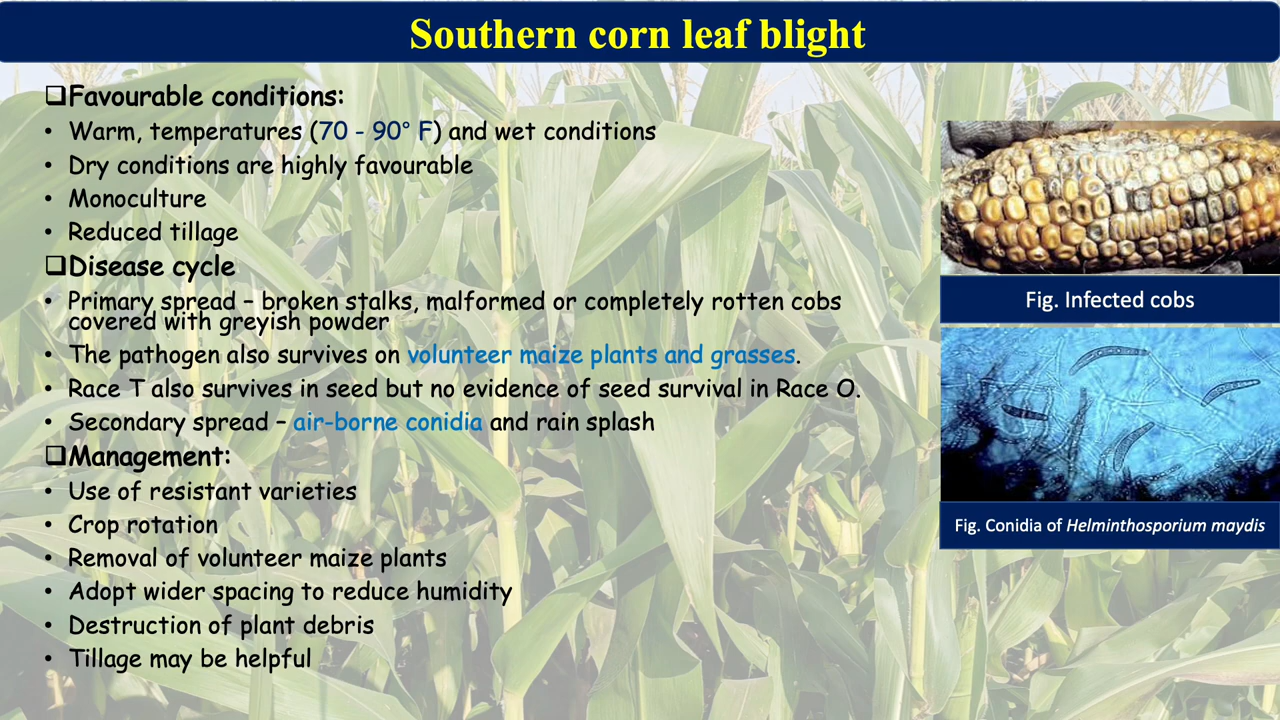 Southern corn leaf blight
❑Favourable conditions:
• Warm, temperatures (70 - 90° F) and wet conditions
• Dry conditions are highly favourable
• Monoculture
• Reduced tillage
❑Disease cycle
• Primary spread – broken stalks, malformed or completely rotten cobs
covered with greyish powder
• The pathogen also survives on volunteer maize plants and grasses.
• Race T also survives in seed but no evidence of seed survival in Race O.
• Secondary spread – air-borne conidia and rain splash
❑Management:
• Use of resistant varieties
• Crop rotation
• Removal of volunteer maize plants
• Adopt wider spacing to reduce humidity
• Destruction of plant debris
• Tillage may be helpful
Fig. Infected cobs
Fig. Conidia of Helminthosporium maydis